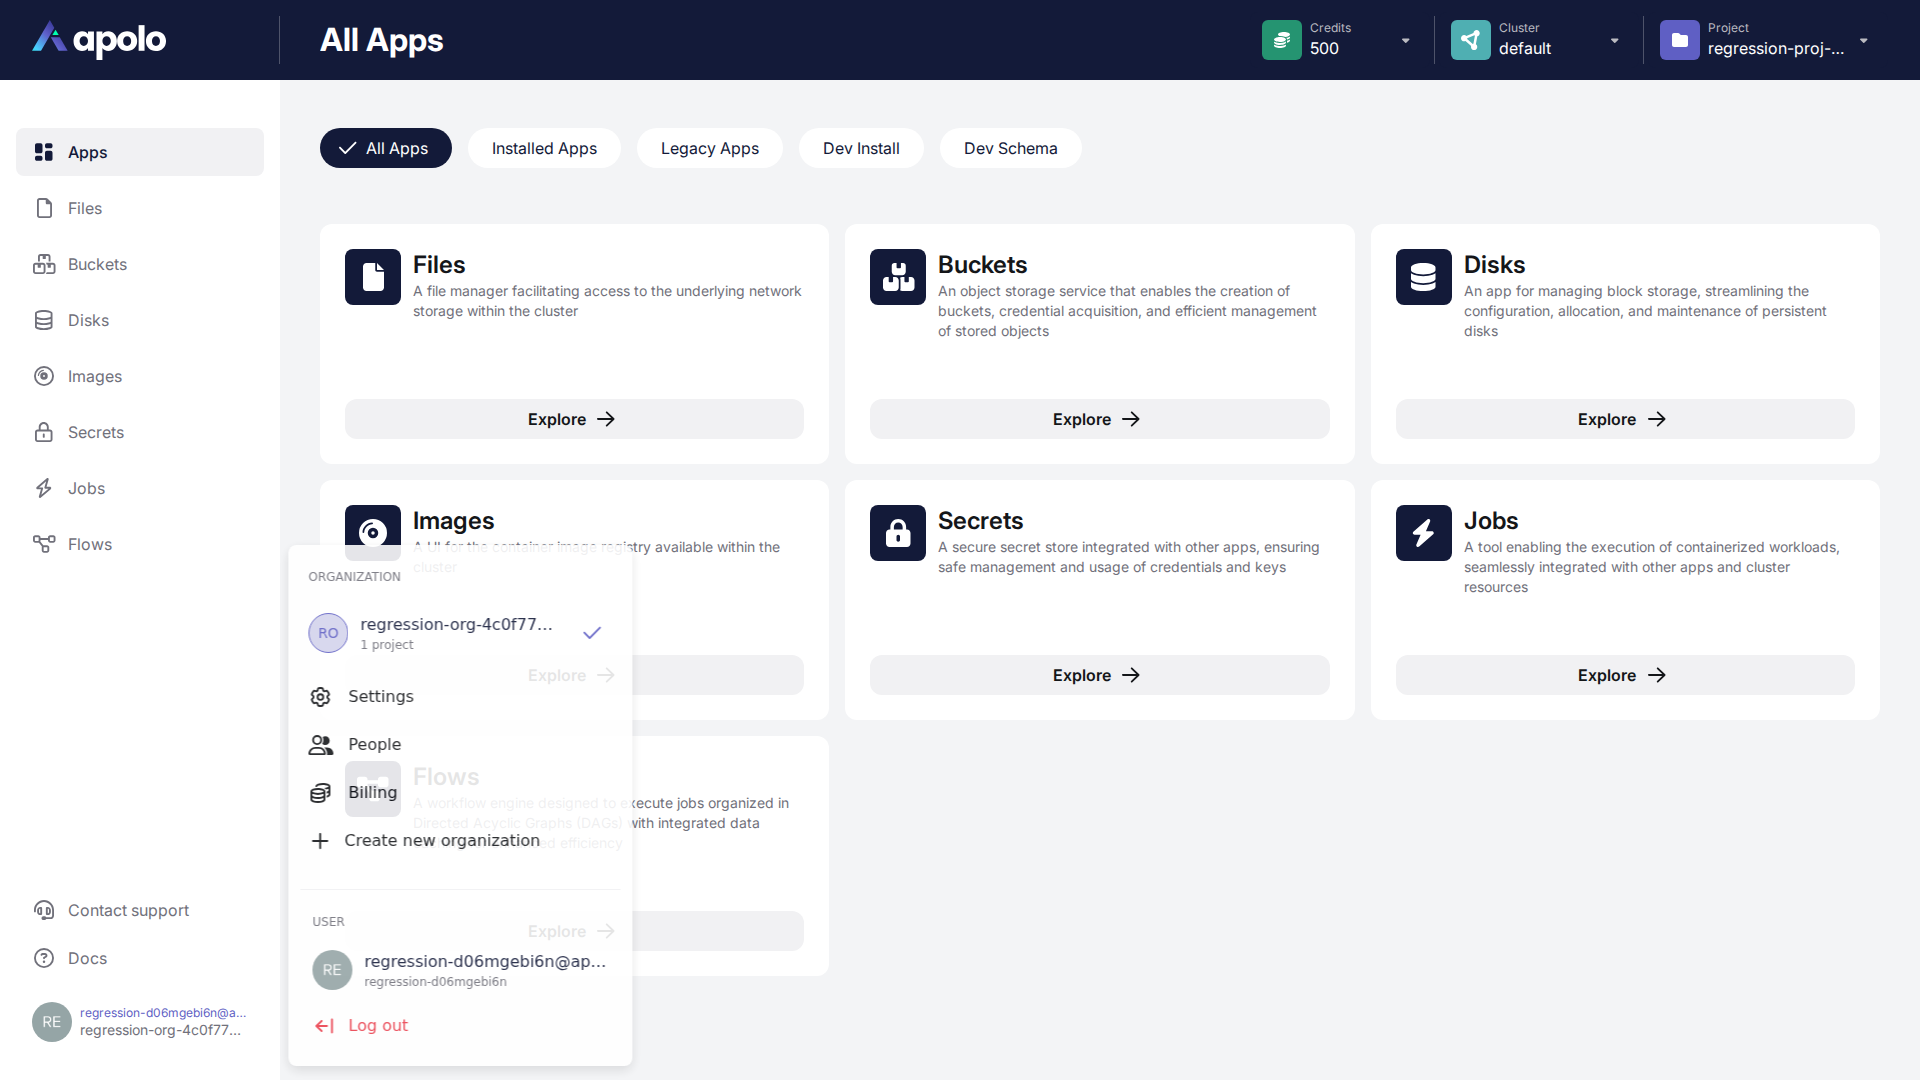 apolo
All Apps
Credits
500
Cluster
default
Project
regression-proj-...
Apps
Files
Buckets
Disks
Images
Secrets
Jobs
Flows
Contact support
Docs
RE
regression-d06mgebi6n@a...
regression-org-4c0f77...
All Apps
Installed Apps
Legacy Apps
Dev Install
Dev Schema
Files
A file manager facilitating access to the underlying network
storage within the cluster
Explore
Buckets
An object storage service that enables the creation of
buckets, credential acquisition, and efficient management
of stored objects
Explore
Disks
An app for managing block storage, streamlining the
configuration, allocation, and maintenance of persistent
disks
Explore
Images
A UI for the container image registry available within the
cluster
Explore
Secrets
A secure secret store integrated with other apps, ensuring
safe management and usage of credentials and keys
Explore
Jobs
A tool enabling the execution of containerized workloads,
seamlessly integrated with other apps and cluster
resources
Explore
Flows
A workflow engine designed to execute jobs organized in
Directed Acyclic Graphs (DAGs) with integrated data
efficiency
Explore
ORGANIZATION
RO
regression-org-4c0f77...
1 project
Settings
People
Billing
Create new organization
USER
RE
regression-d06mgebi6n@ap...
regression-d06mgebi6n
Log out